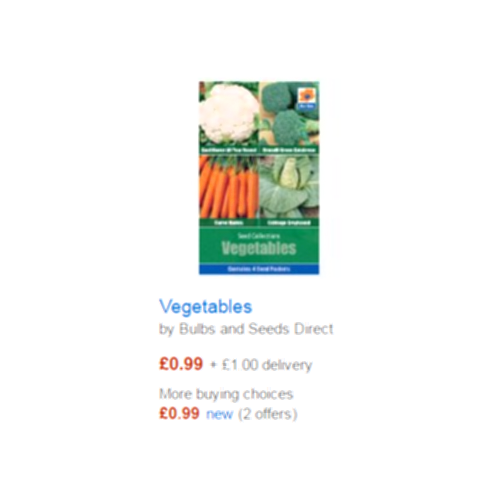 Cauliflower All Year Round
Broccoli Green Calabrese
Carrot Nantes
Cabbage Greyhound
Seed Collection:
Vegetables
Contains 4 Seed Packets
Vegetables
by Bulbs and Seeds Direct
£0.99 + £1.00 delivery
More buying choices
£0.99 new (2 offers)